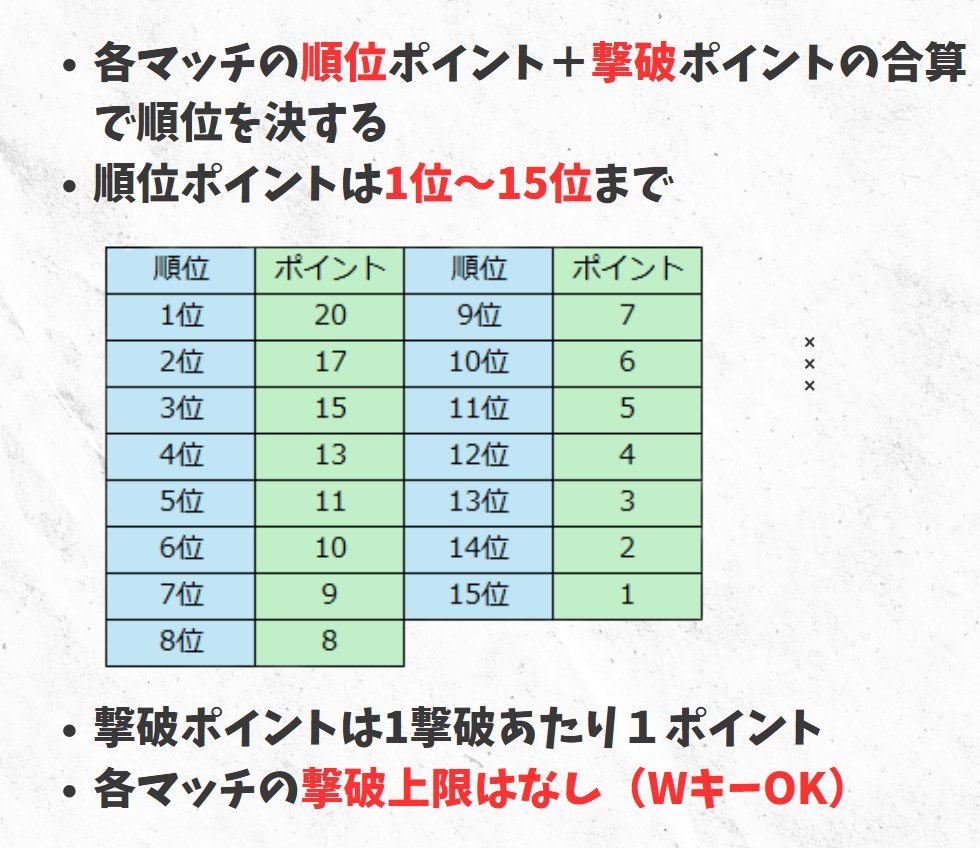 • 各マッチの順位ポイント＋撃破ポイントの合算
で順位を決する
• 順位ポイントは1位～15位まで
順位 ポイント 順位 ポイント
1位 20 9位 7
2位 17 10位 6
3位 15 11位 5
4位 13 12位 4
5位 11 13位 3
6位 10 14位 2
7位 9 15位 1
8位 8
×
×
×
• 撃破ポイントは1撃破あたり１ポイント
• 各マッチの撃破上限はなし（WキーOK）